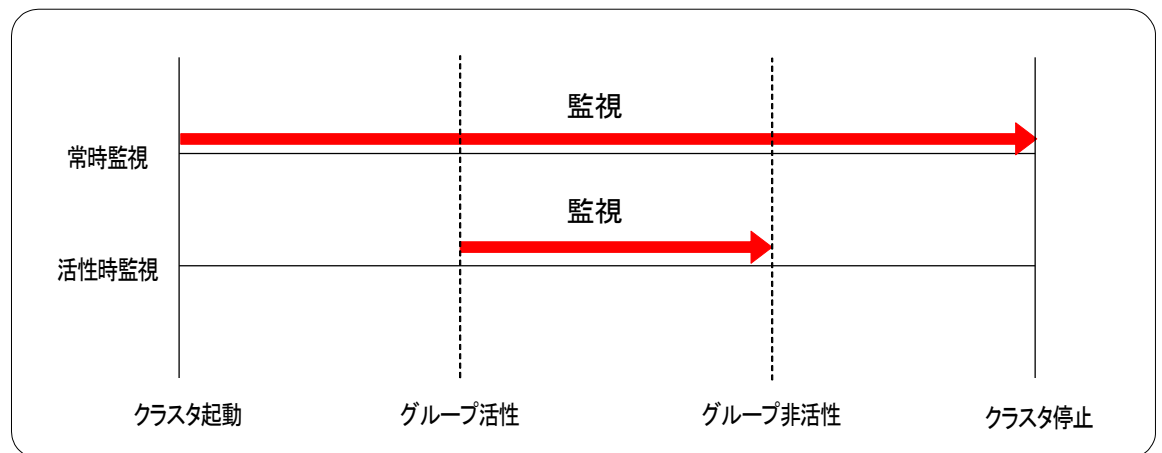 監視
常時監視
監視
活性時監視
クラスタ起動
グループ活性
グループ非活性
クラスタ停止